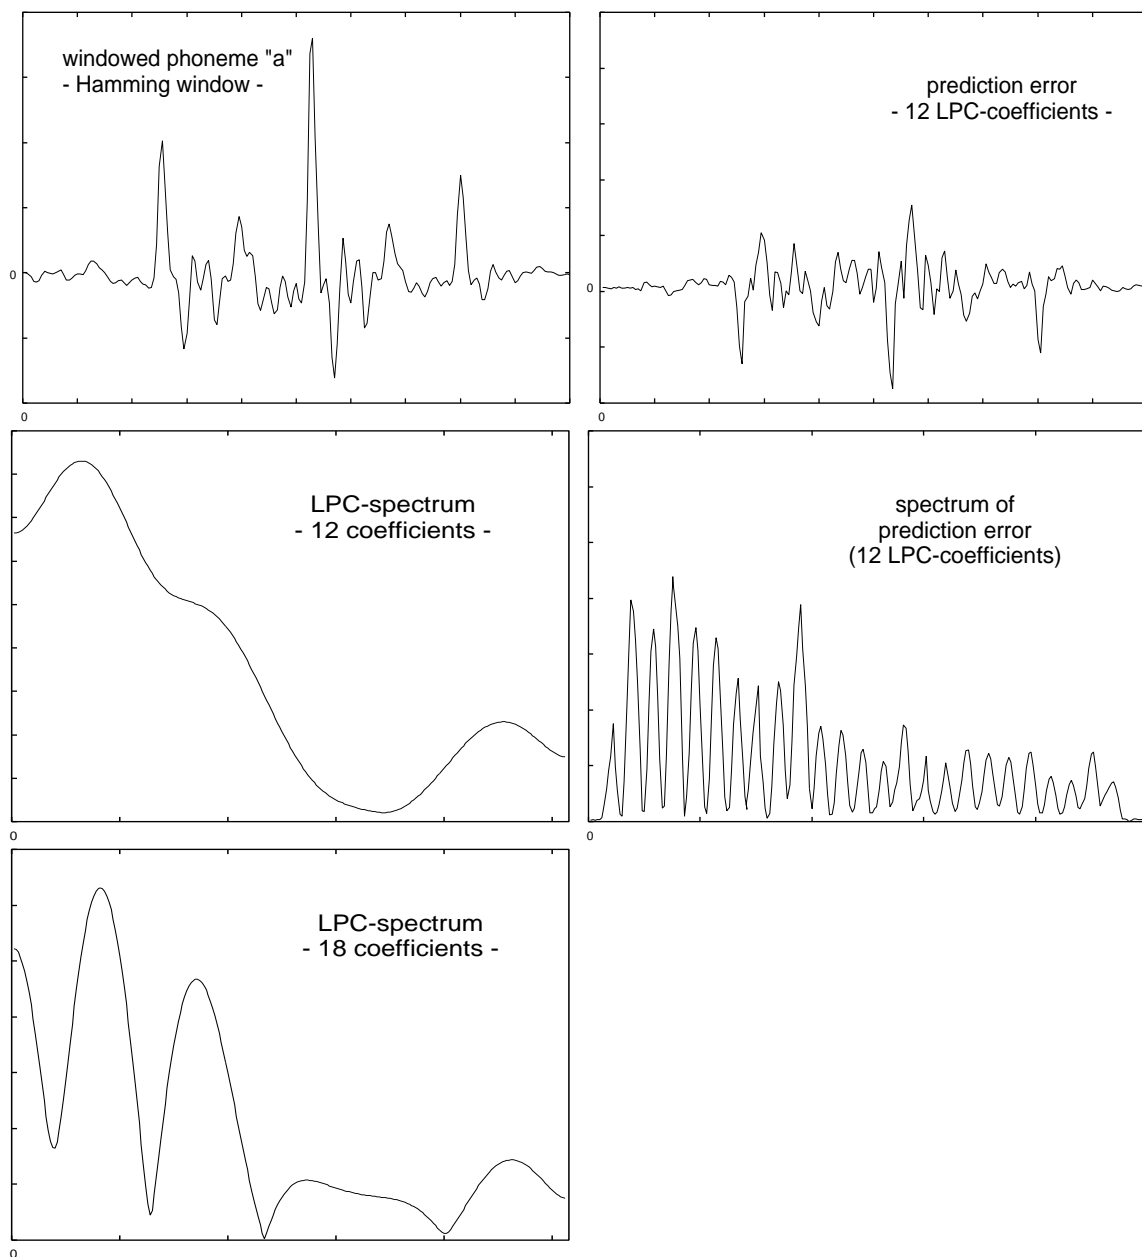 windowed phoneme "a"
- Hamming window -
0
0
prediction error
- 12 LPC-coefficients -
0
0
LPC-spectrum
- 12 coefficients -
0
spectrum of
prediction error
(12 LPC-coefficients)
0
LPC-spectrum
- 18 coefficients -
0